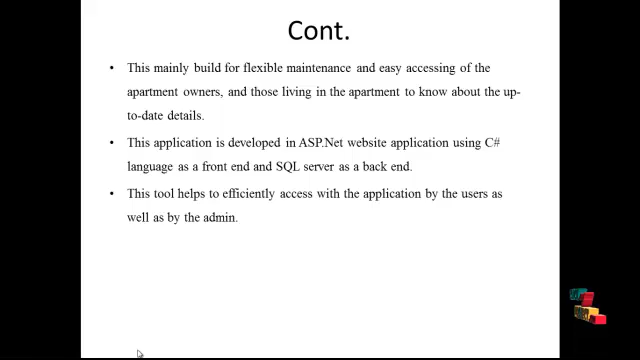 Cont.
• This mainly build for flexible maintenance and easy accessing of the
apartment owners, and those living in the apartment to know about the up-
to-date details.
• This application is developed in ASP.Net website application using C#
language as a front end and SQL server as a back end.
• This tool helps to efficiently access with the application by the users as
well as by the admin.